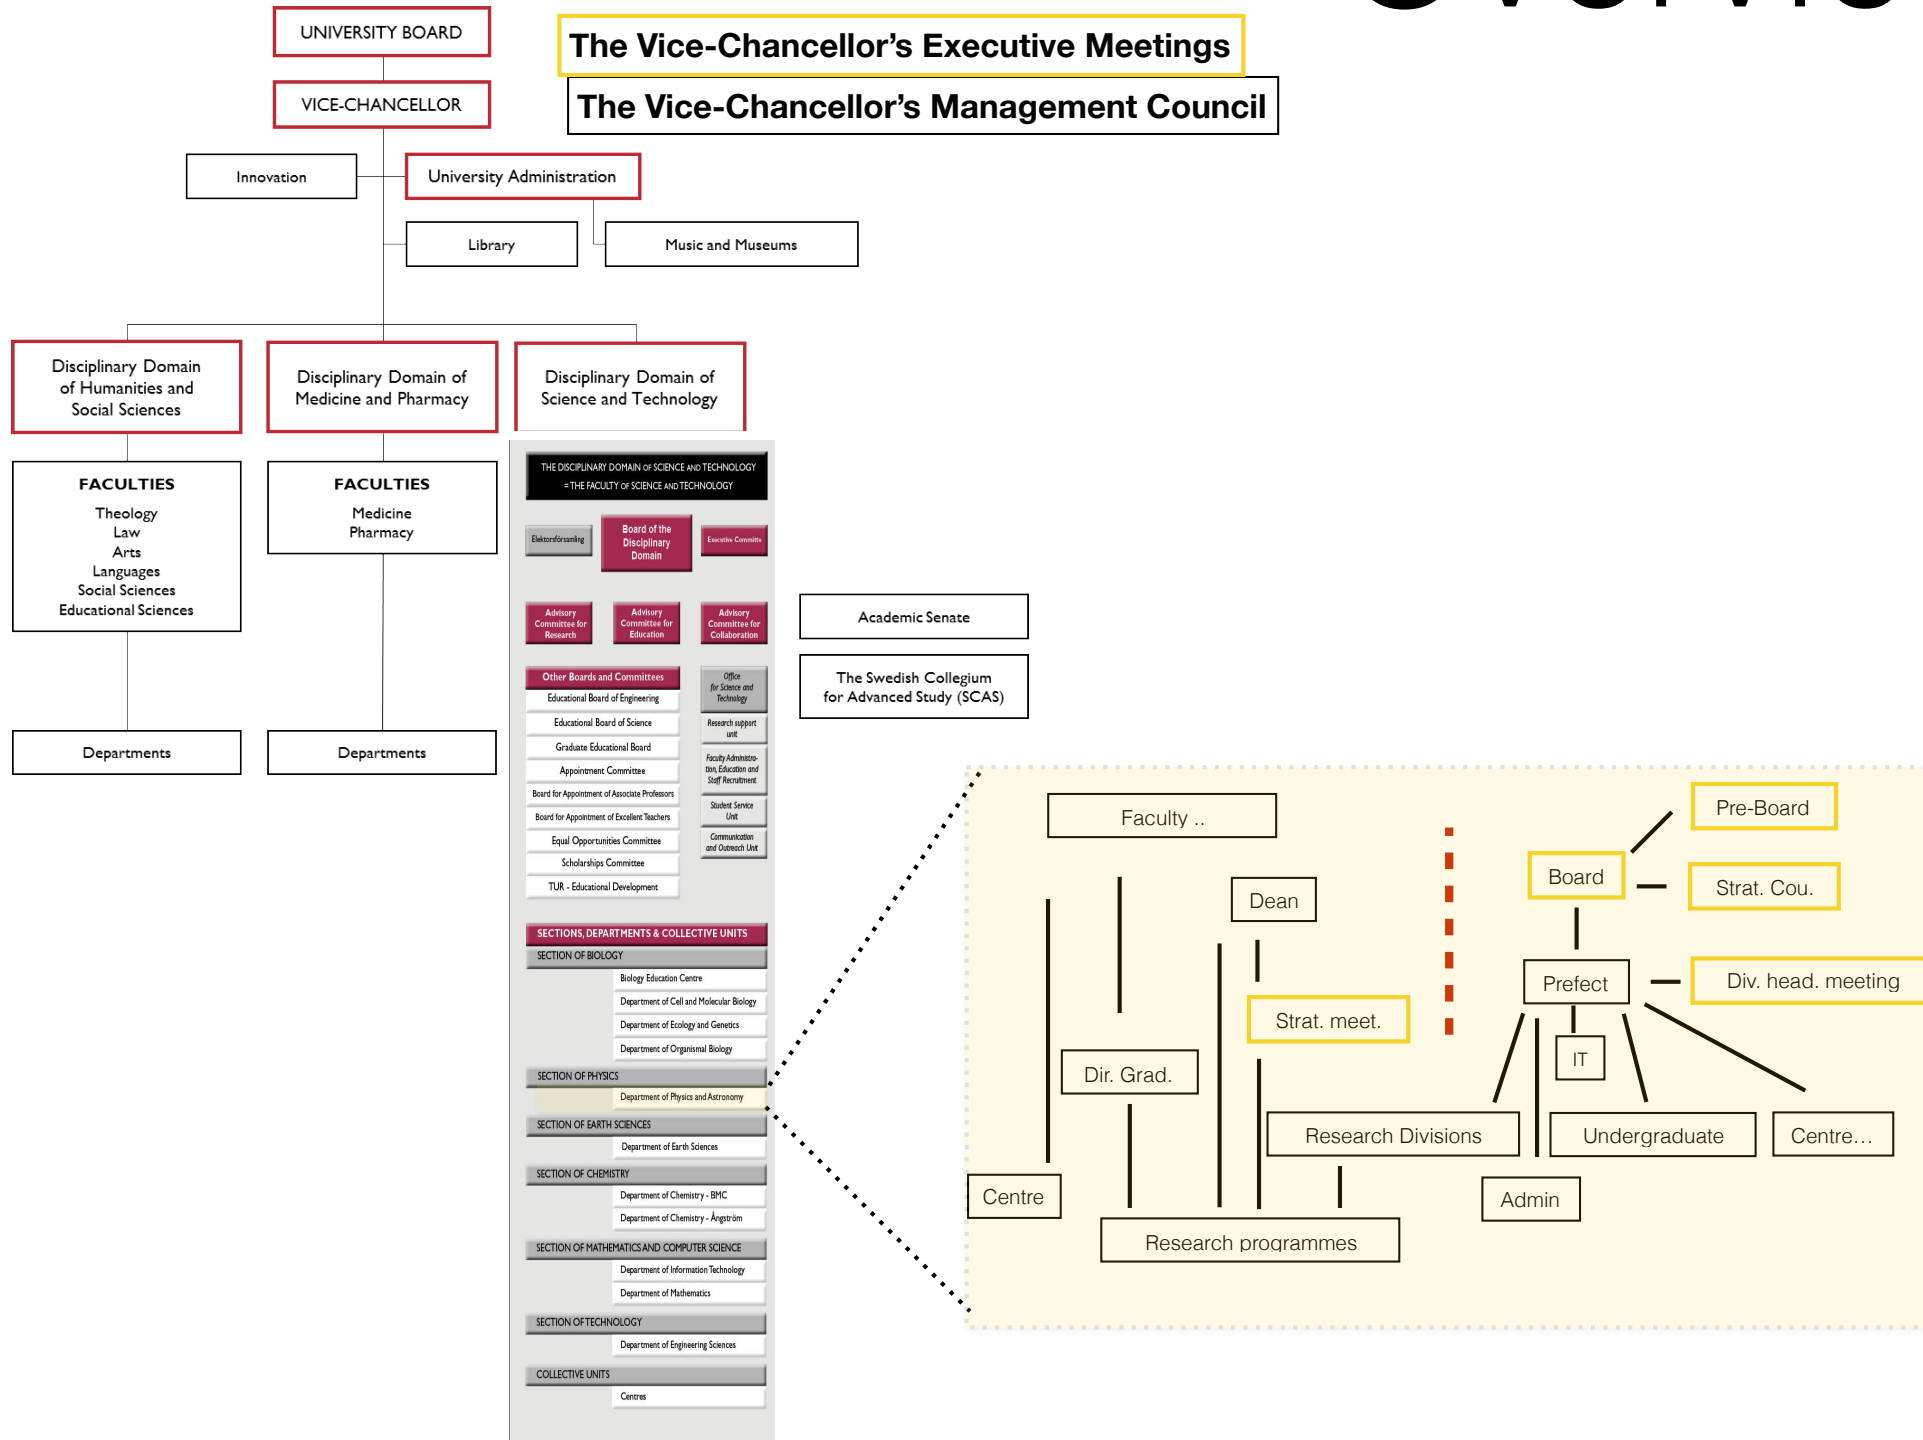 UNIVERSITY BOARD
The Vice-Chancellor's Executive Meetings
VICE-CHANCELLOR
The Vice-Chancellor's Management Council
Innovation
University Administration
Library
Music and Museums
Disciplinary Domain
of Humanities and
Social Sciences
Disciplinary Domain of
Medicine and Pharmacy
Disciplinary Domain of
Science and Technology
FACULTIES
Theology
Law
Arts
Languages
Social Sciences
Educational Sciences
Departments
FACULTIES
Medicine
Pharmacy
Departments
THE DISCIPLINARY DOMAIN OF SCIENCE AND TECHNOLOGY
= THE FACULTY OF SCIENCE AND TECHNOLOGY
Elektorsförsamling
Board of the
Disciplinary
Domain
Executive Committe
Advisory
Committee for
Research
Advisory
Committee for
Education
Advisory
Committee for
Collaboration
Other Boards and Committees
Educational Board of Engineering
Educational Board of Science
Graduate Educational Board
Appointment Committee
Board for Appointment of Associate Professors
Board for Appointment of Excellent Teachers
Equal Opportunities Committee
Scholarships Committee
TUR - Educational Development
Office
for Science and
Technology
Research support
unit
Faculty Administra-
tion, Education and
Staff Recruitment
Student Service
Unit
Communication
and Outreach Unit
SECTIONS, DEPARTMENTS & COLLECTIVE UNITS
SECTION OF BIOLOGY
Biology Education Centre
Department of Cell and Molecular Biology
Department of Ecology and Genetics
Department of Organismal Biology
SECTION OF PHYSICS
Department of Physics and Astronomy
SECTION OF EARTH SCIENCES
Department of Earth Sciences
SECTION OF CHEMISTRY
Department of Chemistry - BMC
Department of Chemistry - Ångström
SECTION OF MATHEMATICS AND COMPUTER SCIENCE
Department of Information Technology
Department of Mathematics
SECTION OF TECHNOLOGY
Department of Engineering Sciences
COLLECTIVE UNITS
Centres
Academic Senate
The Swedish Collegium
for Advanced Study (SCAS)
Faculty ..
Pre-Board
Board
Strat. Cou.
Dean
Prefect
Div. head. meeting
Strat. meet.
IT
Dir. Grad.
Research Divisions
Undergraduate
Centre…
Centre
Admin
Research programmes